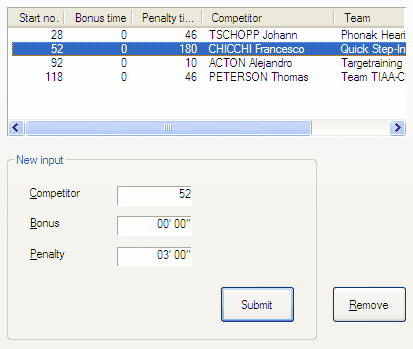 Start no. Bonus time Penalty ti... Competitor Team
28 0 46 TSCHOPP Johann Phonak Heari
52 0 180 CHICCHI Francesco Quick Step-In
92 0 10 ACTON Alejandro Targetraining
118 0 46 PETERSON Thomas Team TIAA-C
New input
Competitor 52
Bonus 00' 00"
Penalty 03' 00"
Submit Remove